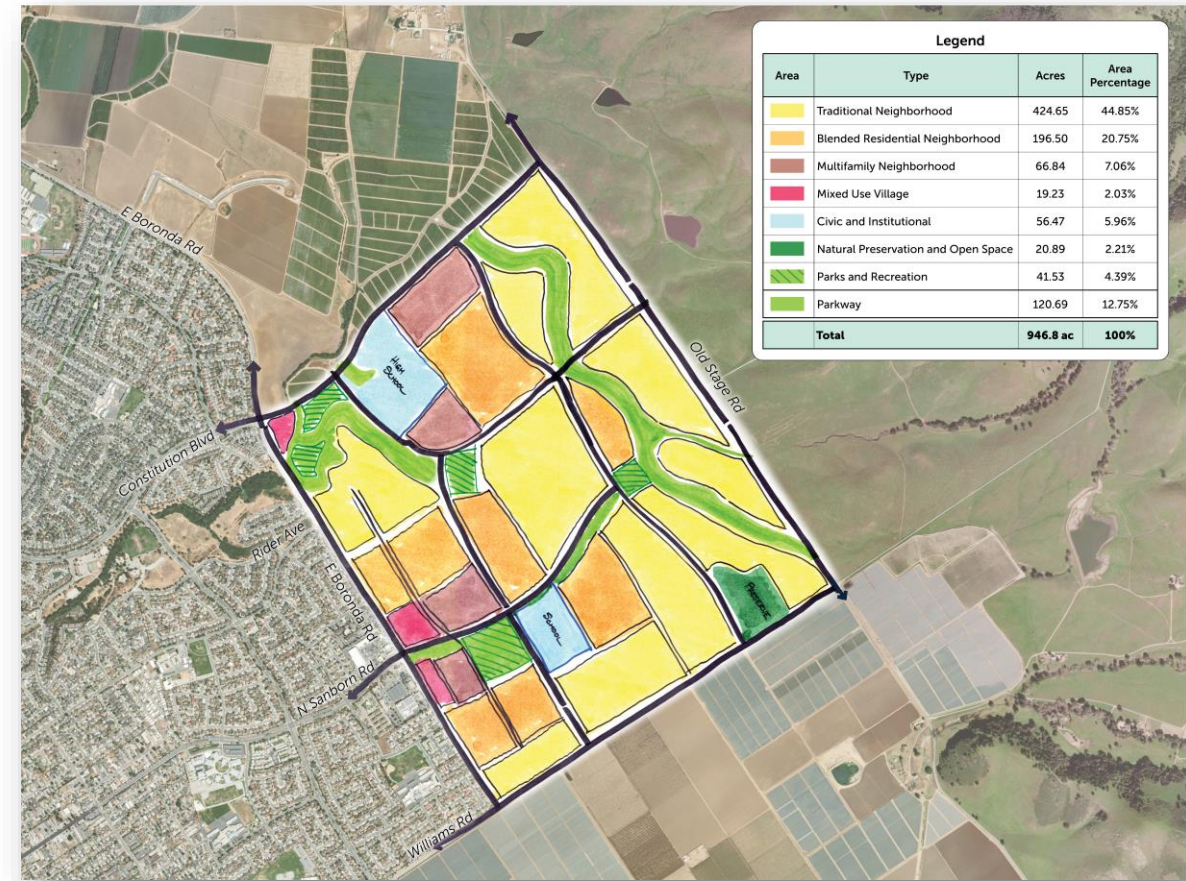 Legend
Area Type Acres Area Percentage
Traditional Neighborhood 424.65 44.85%
Blended Residential Neighborhood 196.50 20.75%
Multifamily Neighborhood 66.84 7.06%
Mixed Use Village 19.23 2.03%
Civic and Institutional 56.47 5.96%
Natural Preservation and Open Space 20.89 2.21%
Parks and Recreation 41.53 4.39%
Parkway 120.69 12.75%
Total 946.8 ac 100%
E Boronda Rd
Old Stage Rd
HIGH
SCHOOL
Constitution Blvd
Rider Ave
E Boronda Rd
PRESERVE
SCHOOL
N Sanborn Rd
Williams Rd